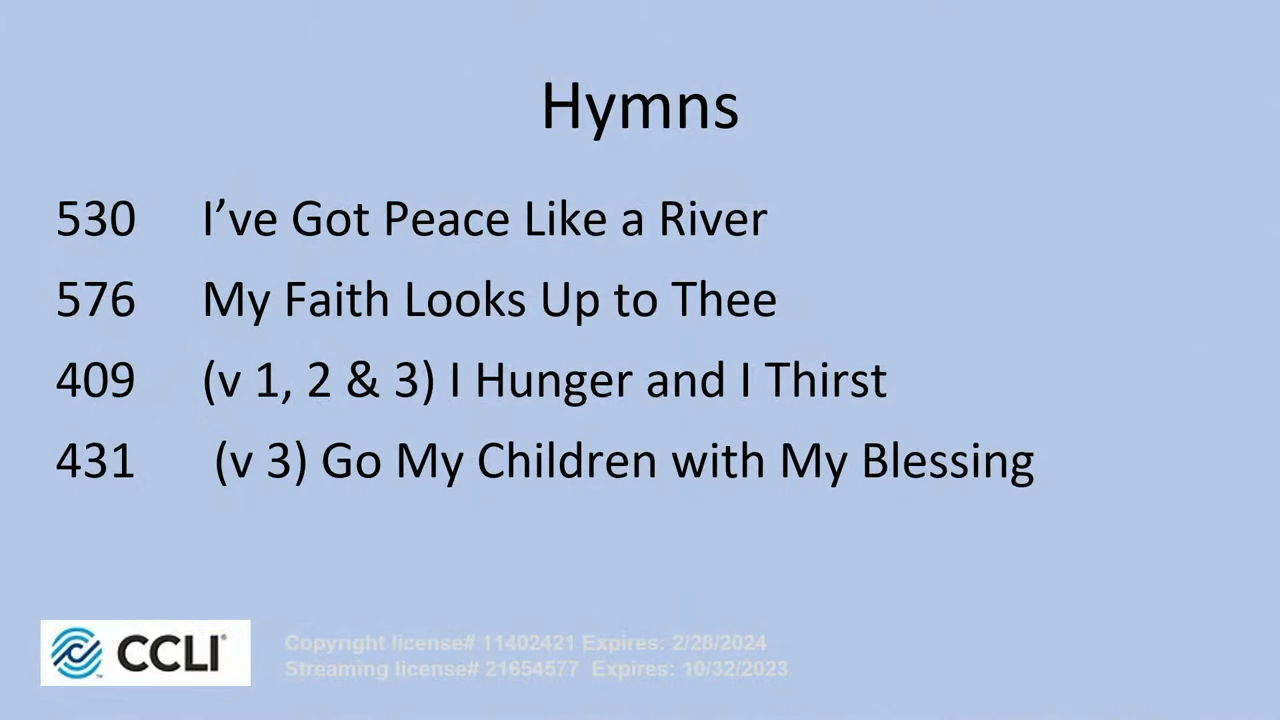 Hymns
530 I’ve Got Peace Like a River
576 My Faith Looks Up to Thee
409 (v 1, 2 & 3) I Hunger and I Thirst
431 (v 3) Go My Children with My Blessing
CCLI®
Copyright license# 11402421 Expires: 2/28/2024
Streaming license# 21654577 Expires: 10/32/2023